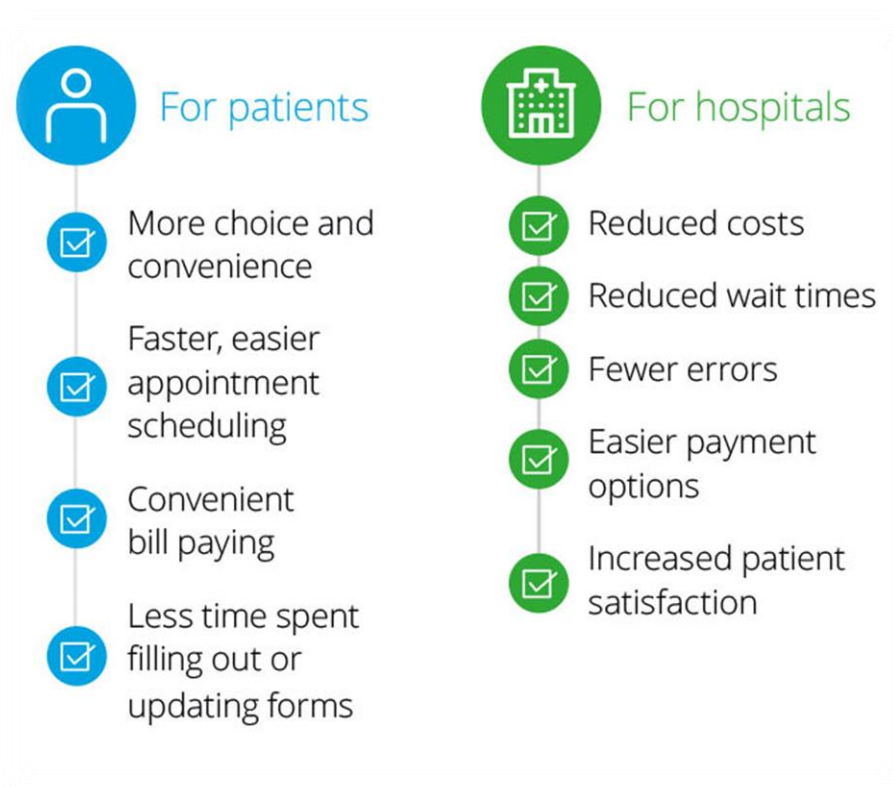 For patients
More choice and
convenience
Faster, easier
appointment
scheduling
Convenient
bill paying
Less time spent
filling out or
updating forms
For hospitals
Reduced costs
Reduced wait times
Fewer errors
Easier payment
options
Increased patient
satisfaction